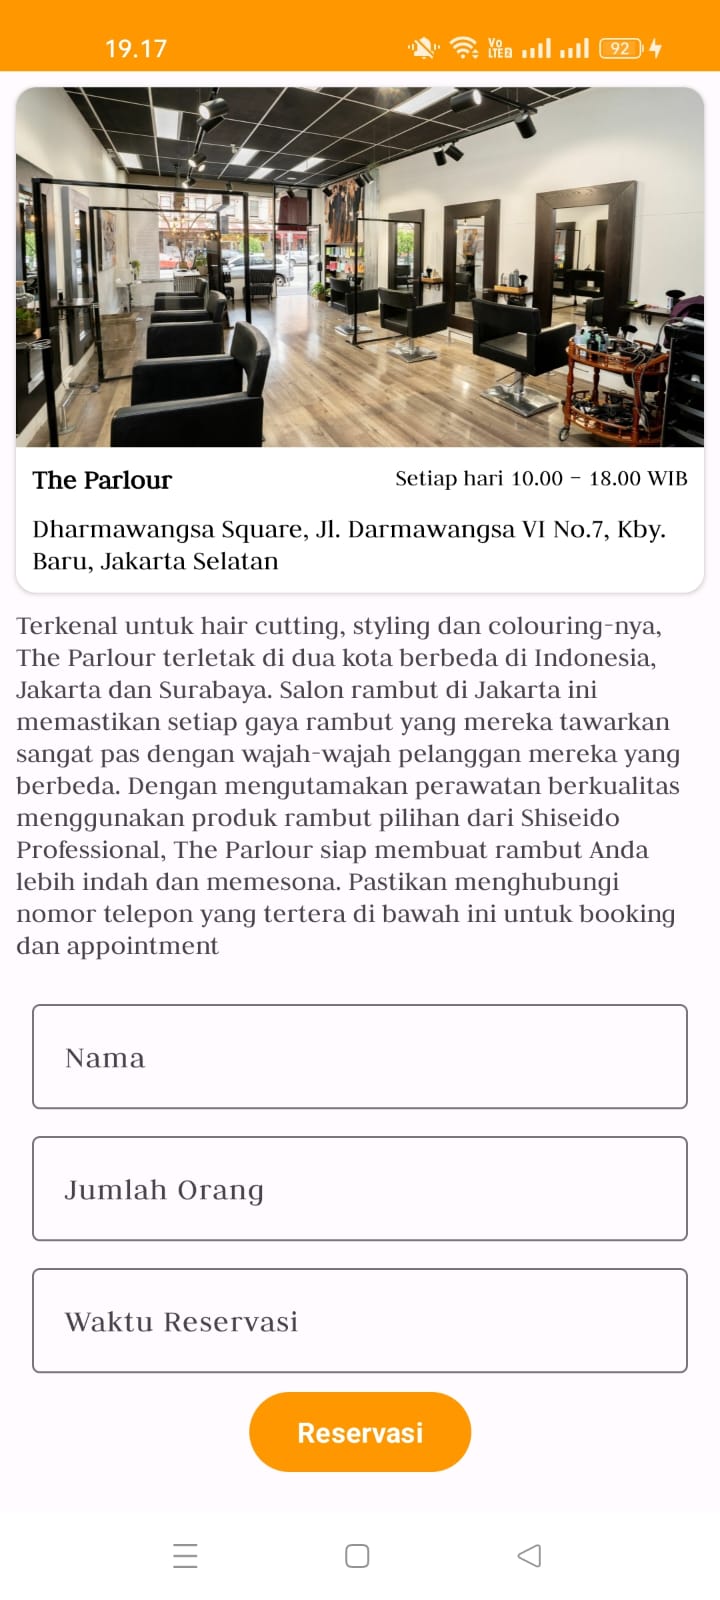 19.17
Vo
LTE2
92
The Parlour
Setiap hari 10.00 - 18.00 WIB
Dharmawangsa Square, Jl. Darmawangsa VI No.7, Kby.
Baru, Jakarta Selatan
Terkenal untuk hair cutting, styling dan colouring-nya,
The Parlour terletak di dua kota berbeda di Indonesia,
Jakarta dan Surabaya. Salon rambut di Jakarta ini
memastikan setiap gaya rambut yang mereka tawarkan
sangat pas dengan wajah-wajah pelanggan mereka yang
berbeda. Dengan mengutamakan perawatan berkualitas
menggunakan produk rambut pilihan dari Shiseido
Professional, The Parlour siap membuat rambut Anda
lebih indah dan memesona. Pastikan menghubungi
nomor telepon yang tertera di bawah ini untuk booking
dan appointment
Nama
Jumlah Orang
Waktu Reservasi
Reservasi